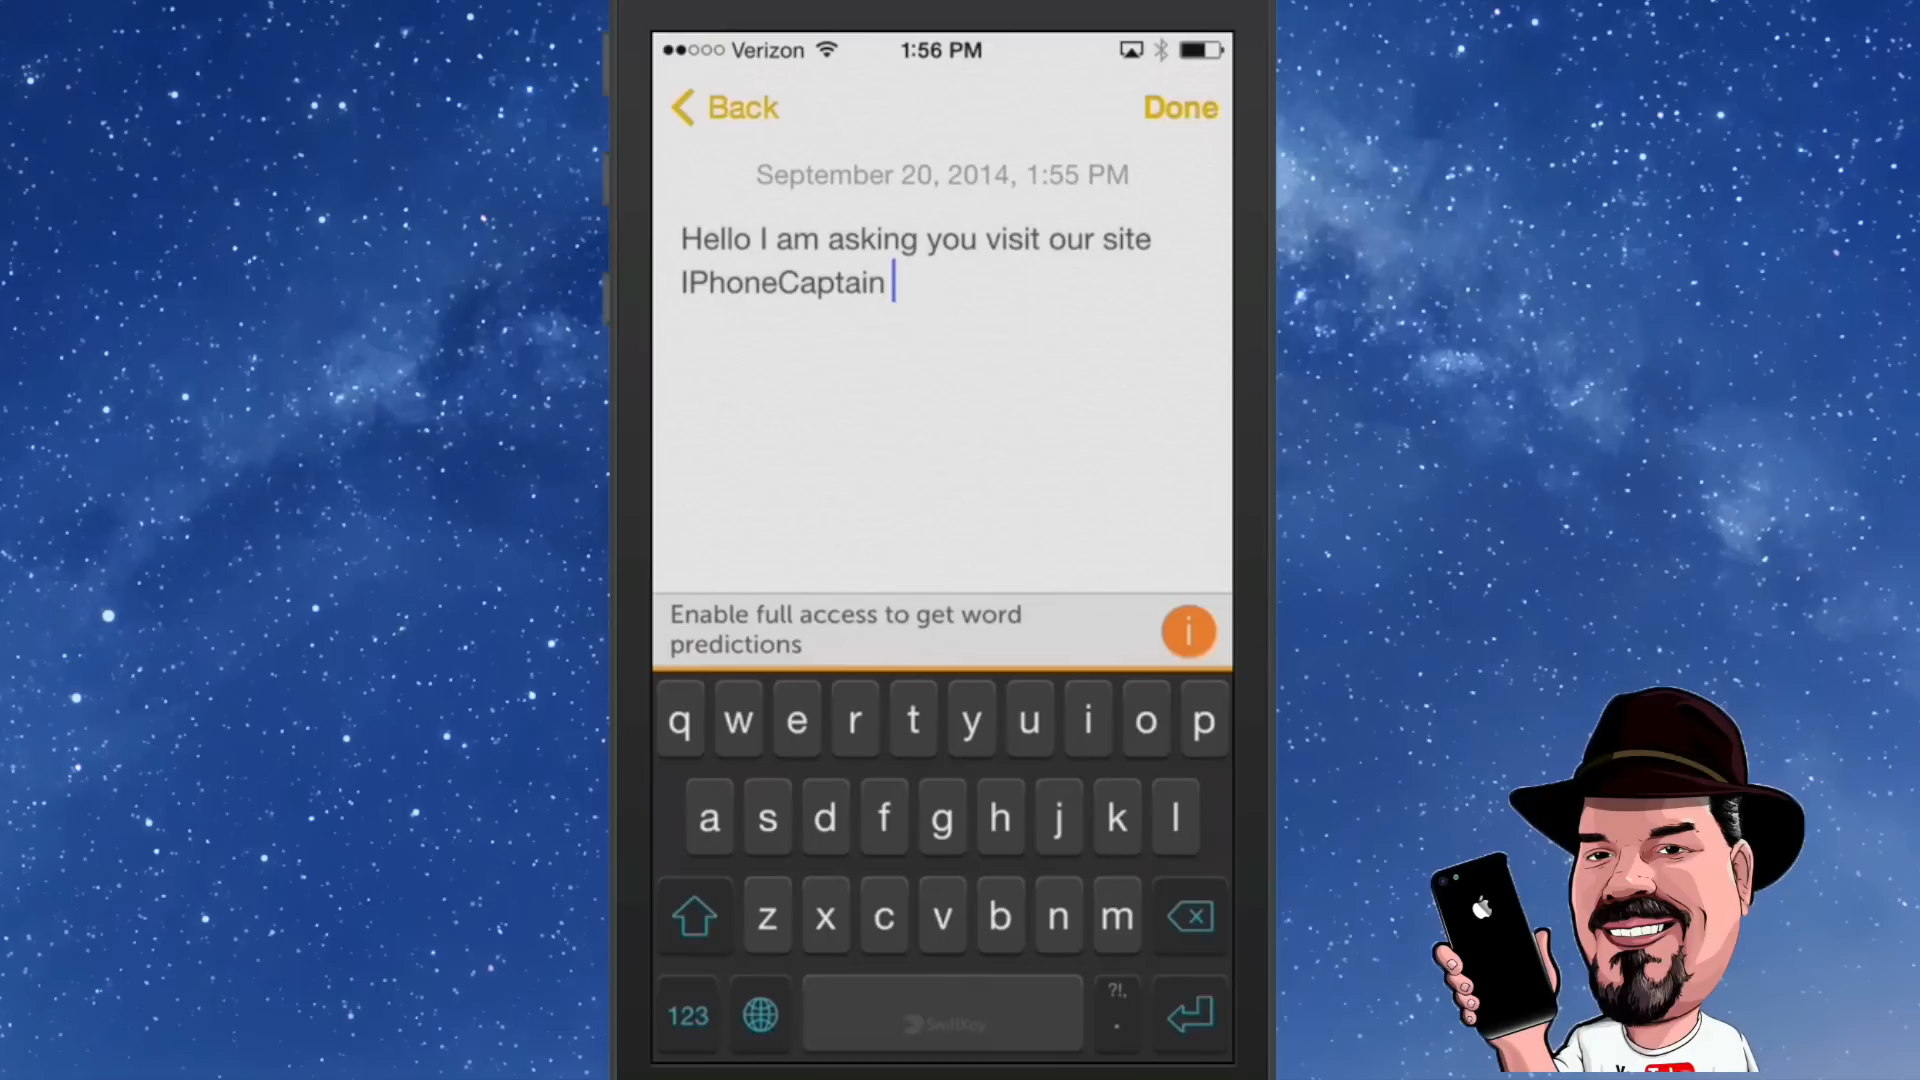 Verizon 1:56 PM
Back Done
September 20, 2014, 1:55 PM
Hello I am asking you visit our site
IPhoneCaptain
Enable full access to get word
predictions
i
q w e r t y u i o p
a s d f g h j k l
z x c v b n m
123 SwiftKey ?!, .